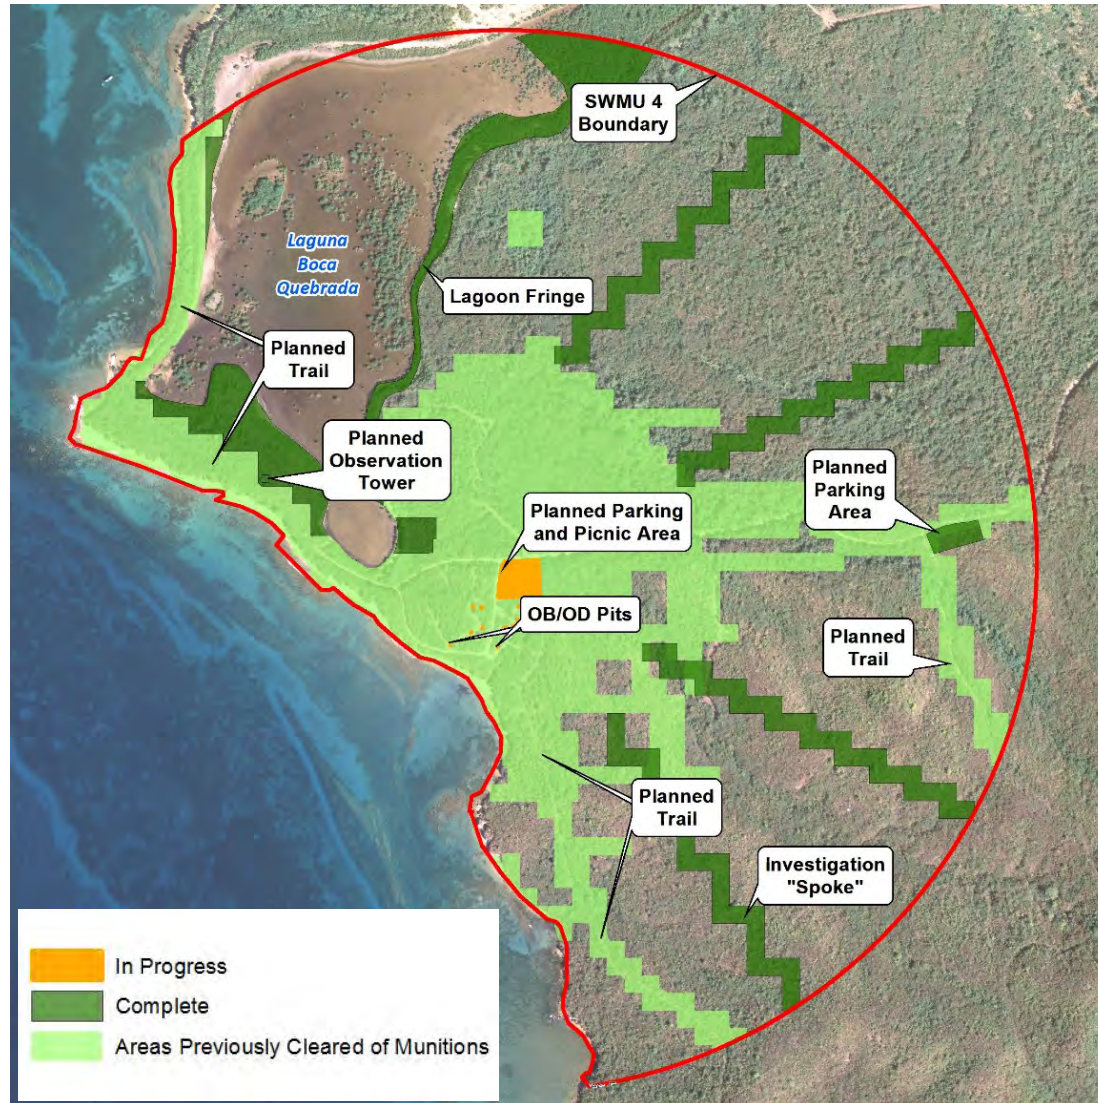 SWMU 4
Boundary
Laguna
Boca
Quebrada
Lagoon Fringe
Planned
Trail
Planned
Observation
Tower
Planned
Parking
Area
Planned Parking
and Picnic Area
OB/OD Pits
Planned
Trail
Planned
Trail
Investigation
"Spoke"
In Progress
Complete
Areas Previously Cleared of Munitions